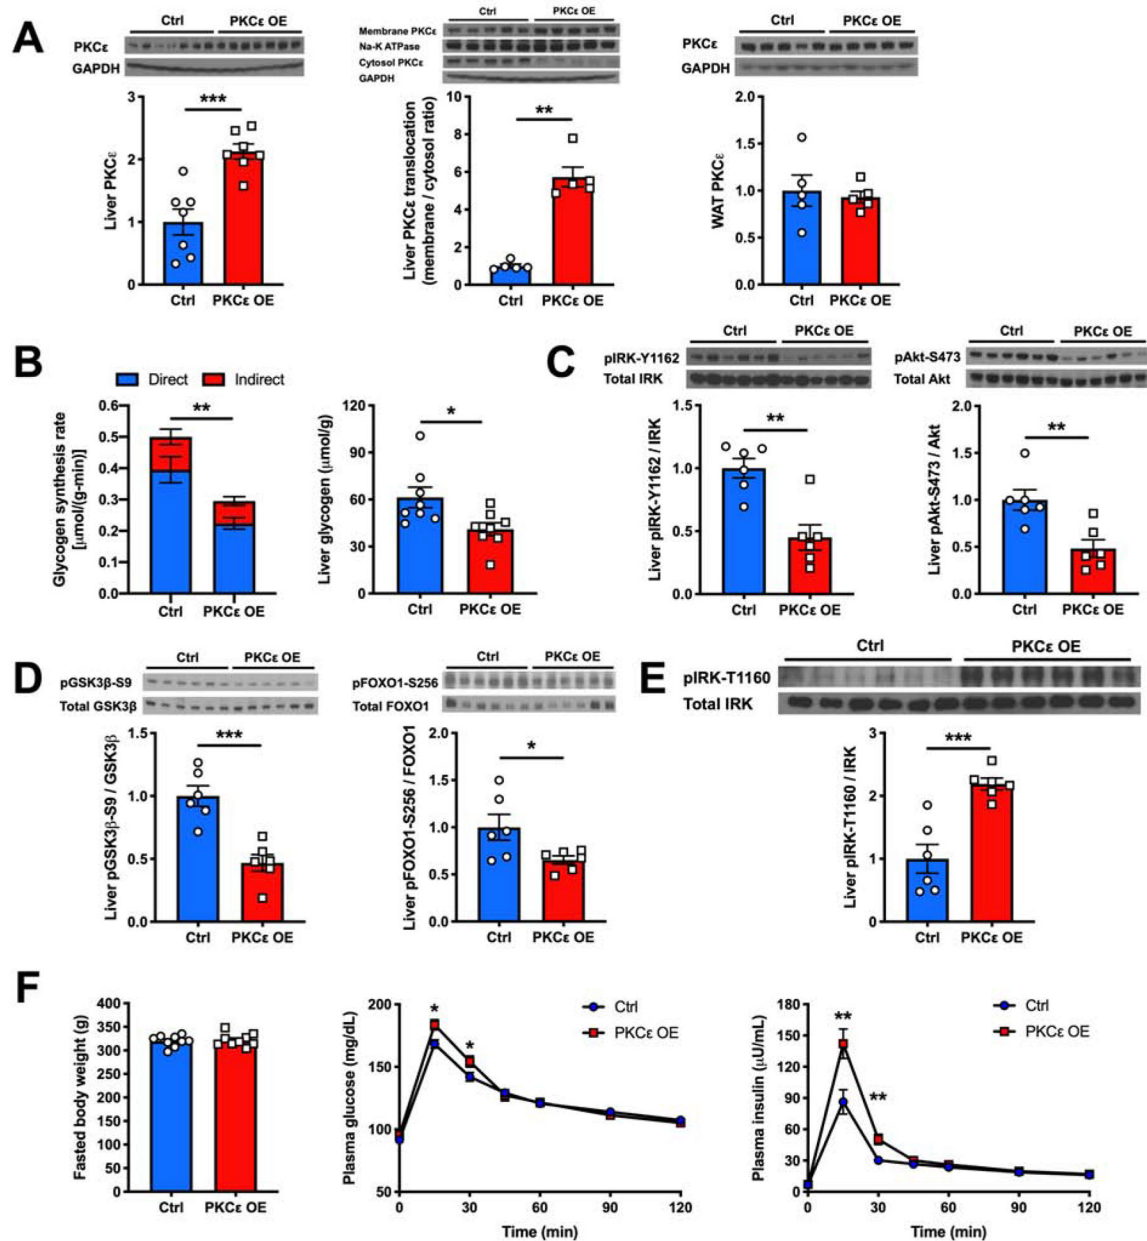 A
Ctrl PKCε OE
PKCε
GAPDH
***
Liver PKCε
3
2
1
0
Ctrl PKCε OE
Ctrl PKCε OE
Membrane PKCε
Na-K ATPase
Cytosol PKCε
GAPDH
**
Liver PKCε translocation
(membrane / cytosol ratio)
10
8
6
4
2
0
Ctrl PKCε OE
Ctrl PKCε OE
PKCε
GAPDH
WAT PKCε
2.0
1.5
1.0
0.5
0.0
Ctrl PKCε OE
B
Direct Indirect
**
Glycogen synthesis rate
[μmol/(g-min)]
0.6
0.5
0.4
0.3
0.2
0.1
0.0
Ctrl PKCε OE
*
Liver glycogen (μmol/g)
120
90
60
30
0
Ctrl PKCε OE
C
Ctrl PKCε OE
pIRK-Y1162
Total IRK
**
Liver pIRK-Y1162 / IRK
1.5
1.0
0.5
0.0
Ctrl PKCε OE
Ctrl PKCε OE
pAkt-S473
Total Akt
**
Liver pAkt-S473 / Akt
2.0
1.5
1.0
0.5
0.0
Ctrl PKCε OE
D
Ctrl PKCε OE
pGSK3β-S9
Total GSK3β
***
Liver pGSK3β-S9 / GSK3β
1.5
1.0
0.5
0.0
Ctrl PKCε OE
Ctrl PKCε OE
pFOXO1-S256
Total FOXO1
*
Liver pFOXO1-S256 / FOXO1
2.0
1.5
1.0
0.5
0.0
Ctrl PKCε OE
E
Ctrl PKCε OE
pIRK-T1160
Total IRK
***
Liver pIRK-T1160 / IRK
3
2
1
0
Ctrl PKCε OE
F
Fasted body weight (g)
400
350
300
250
200
150
100
50
0
Ctrl PKCε OE
Ctrl
PKCε OE
* *
Plasma glucose (mg/dL)
200
150
100
50
0 30 60 90 120
Time (min)
Ctrl
PKCε OE
** **
Plasma insulin (μU/mL)
180
150
120
90
60
30
0
0 30 60 90 120
Time (min)